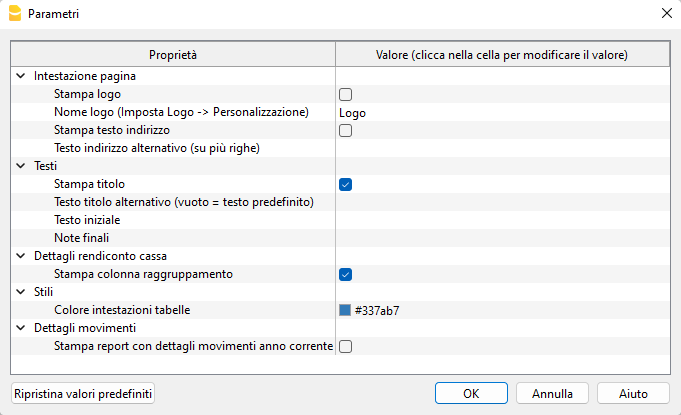 Parametri
Proprietà Valore (clicca nella cella per modificare il valore)
Intestazione pagina
Stampa logo
Nome logo (Imposta Logo -> Personalizzazione) Logo
Stampa testo indirizzo
Testo indirizzo alternativo (su più righe)
Testi
Stampa titolo
Testo titolo alternativo (vuoto = testo predefinito)
Testo iniziale
Note finali
Dettagli rendiconto cassa
Stampa colonna raggruppamento
Stili
Colore intestazioni tabelle #337ab7
Dettagli movimenti
Stampa report con dettagli movimenti anno corrente
Ripristina valori predefiniti OK Annulla Aiuto